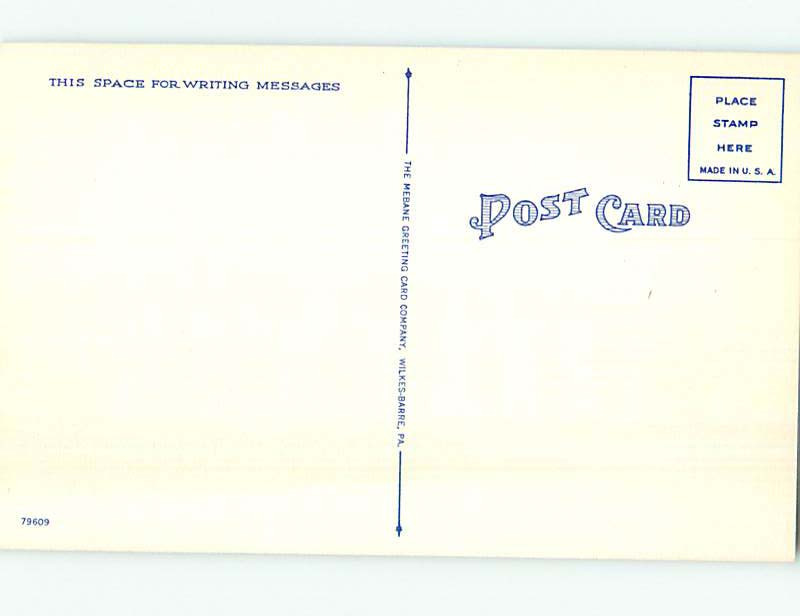 THIS SPACE FOR WRITING MESSAGES
PLACE
STAMP
HERE
MADE IN U. S. A.
POST CARD
THE MEBANE GREETING CARD COMPANY, WILKES-BARRE, PA.
79609